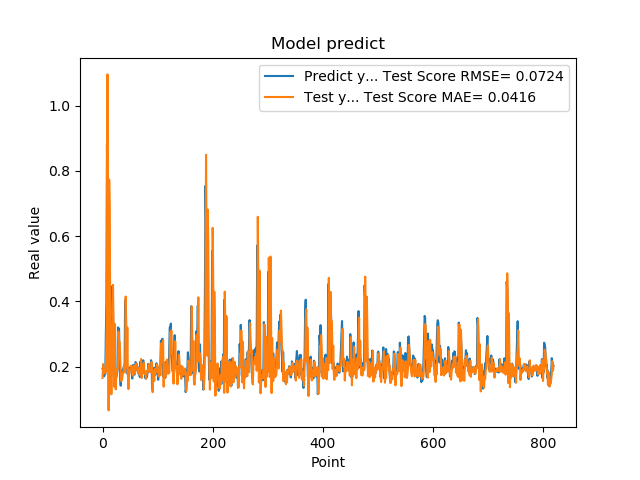 Model predict
Predict y... Test Score RMSE= 0.0724
Test y... Test Score MAE= 0.0416
Real value
1.0
0.8
0.6
0.4
0.2
0 200 400 600 800
Point